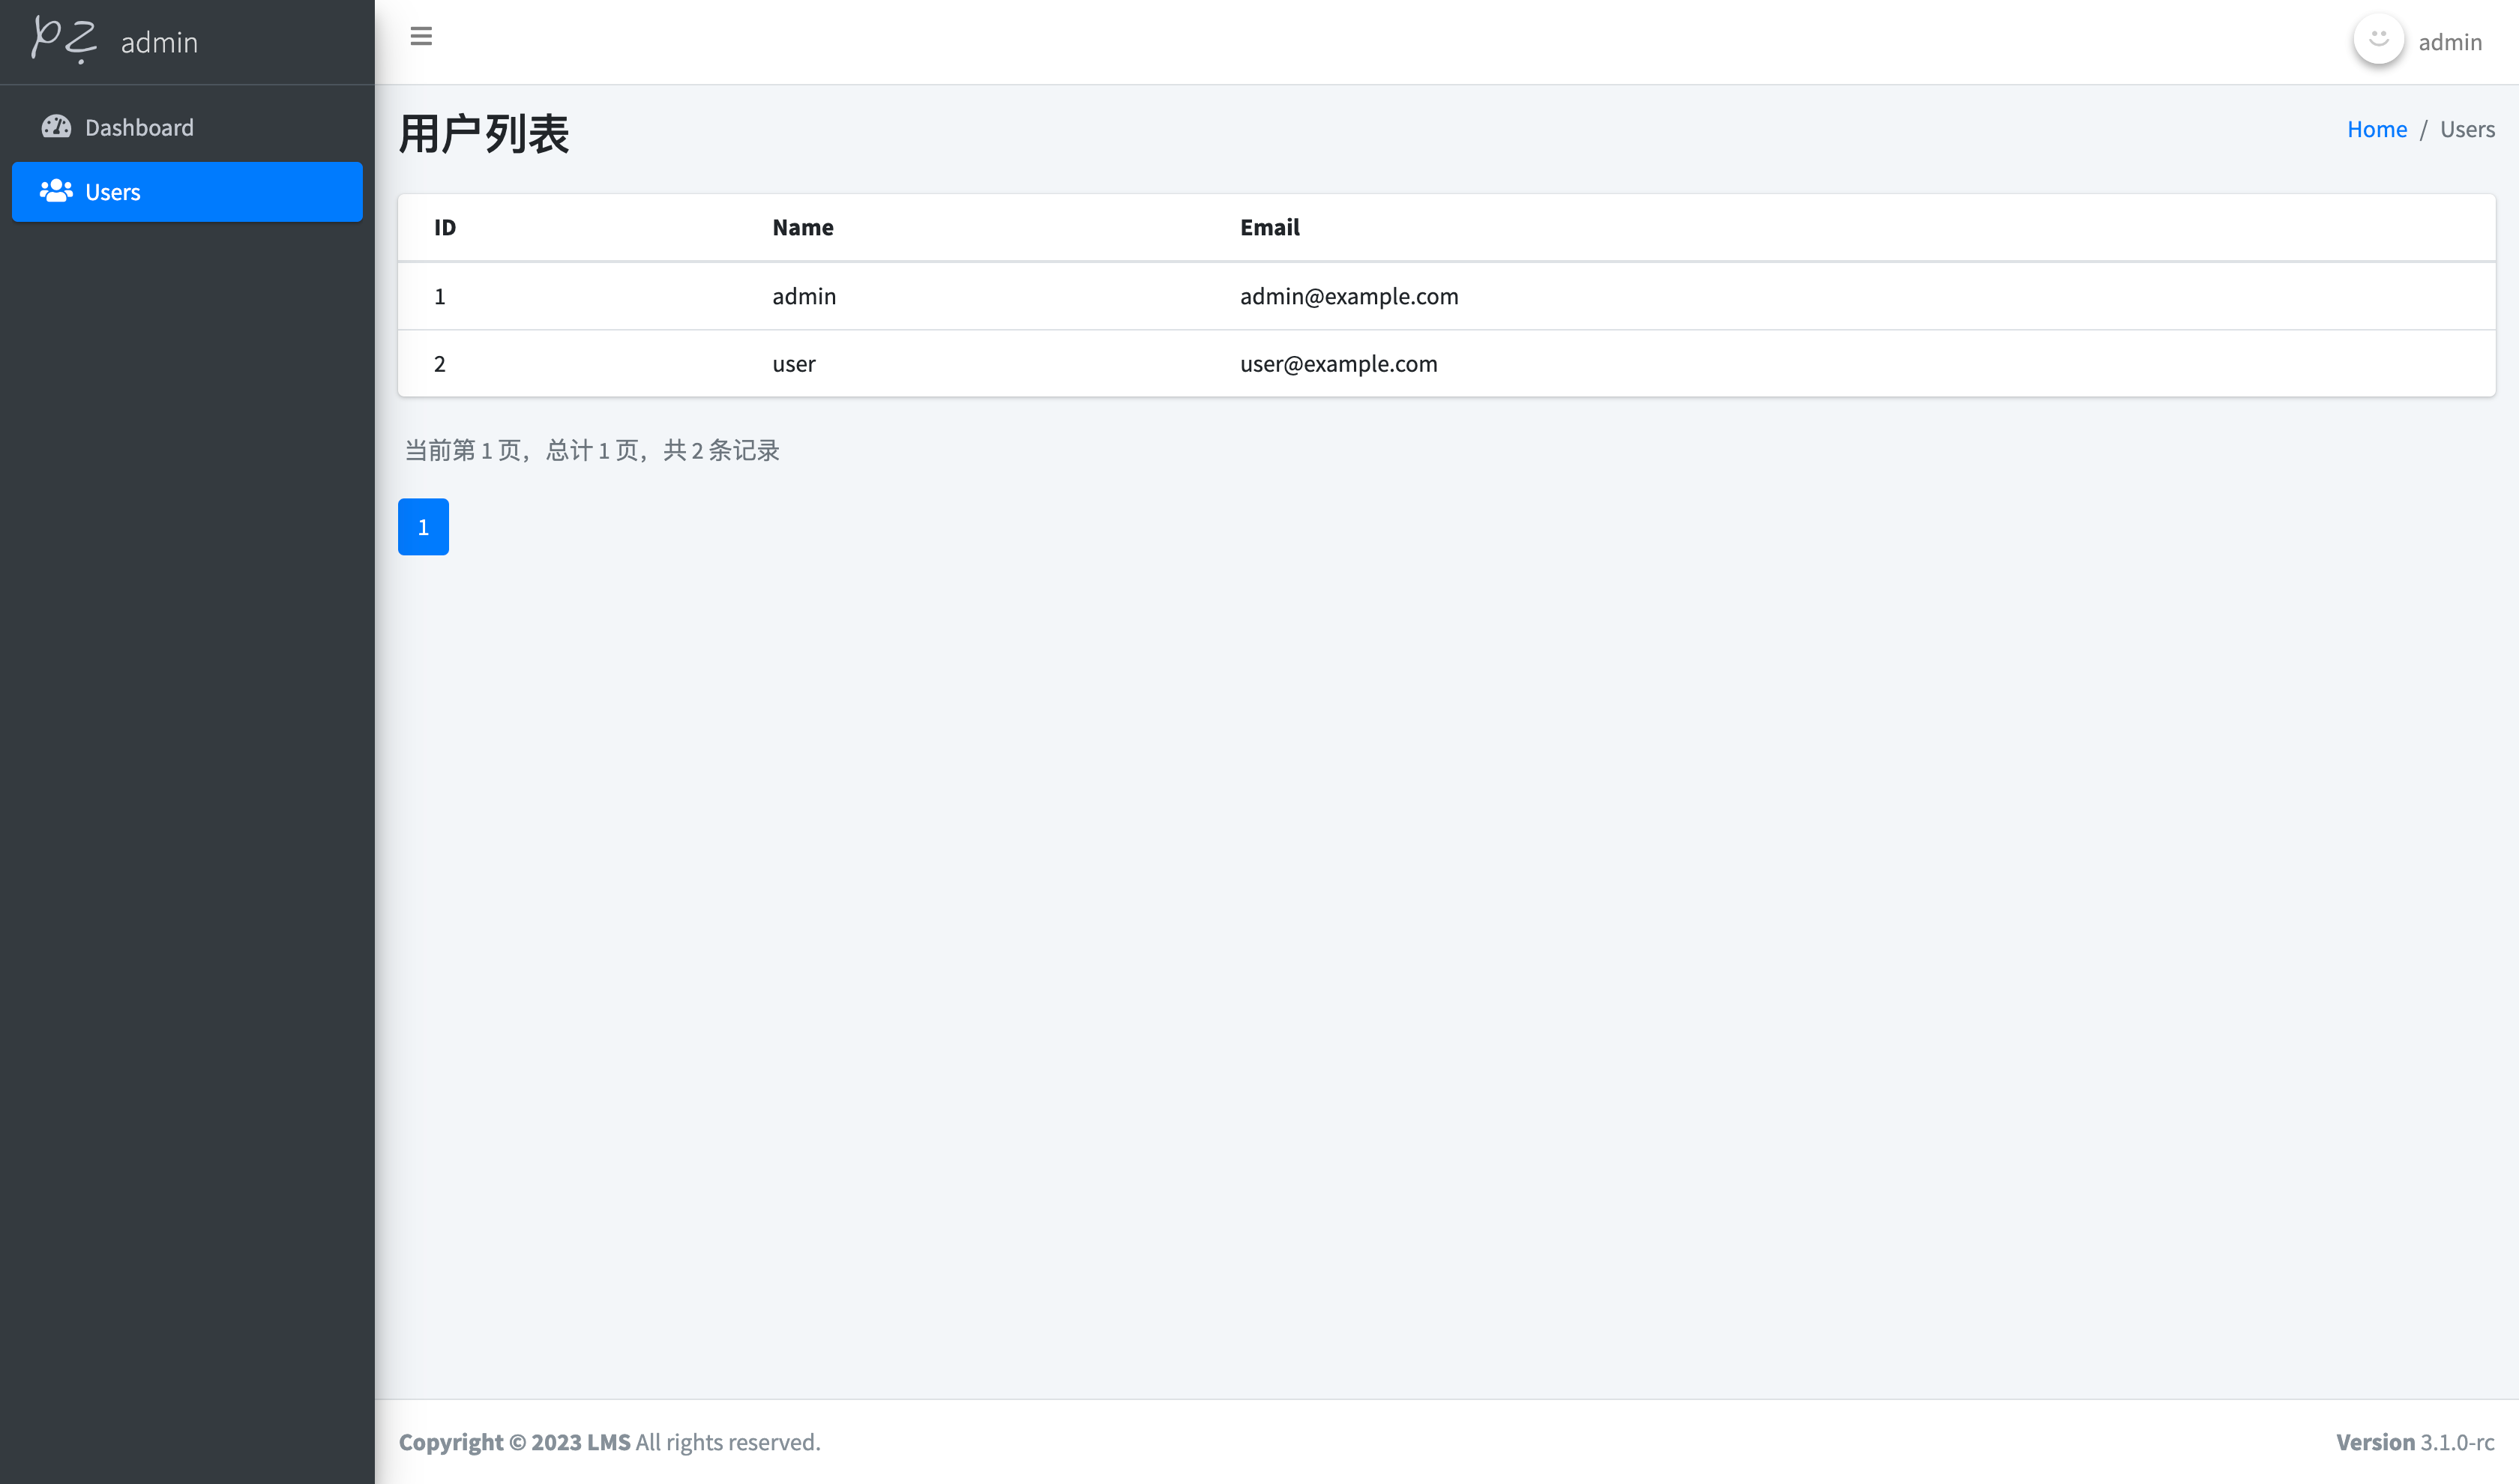 pz admin
admin
Dashboard
Users
用户列表
Home / Users
ID Name Email
1 admin admin@example.com
2 user user@example.com
当前第 1 页，总计 1 页，共 2 条记录
1
Copyright © 2023 LMS All rights reserved.
Version 3.1.0-rc